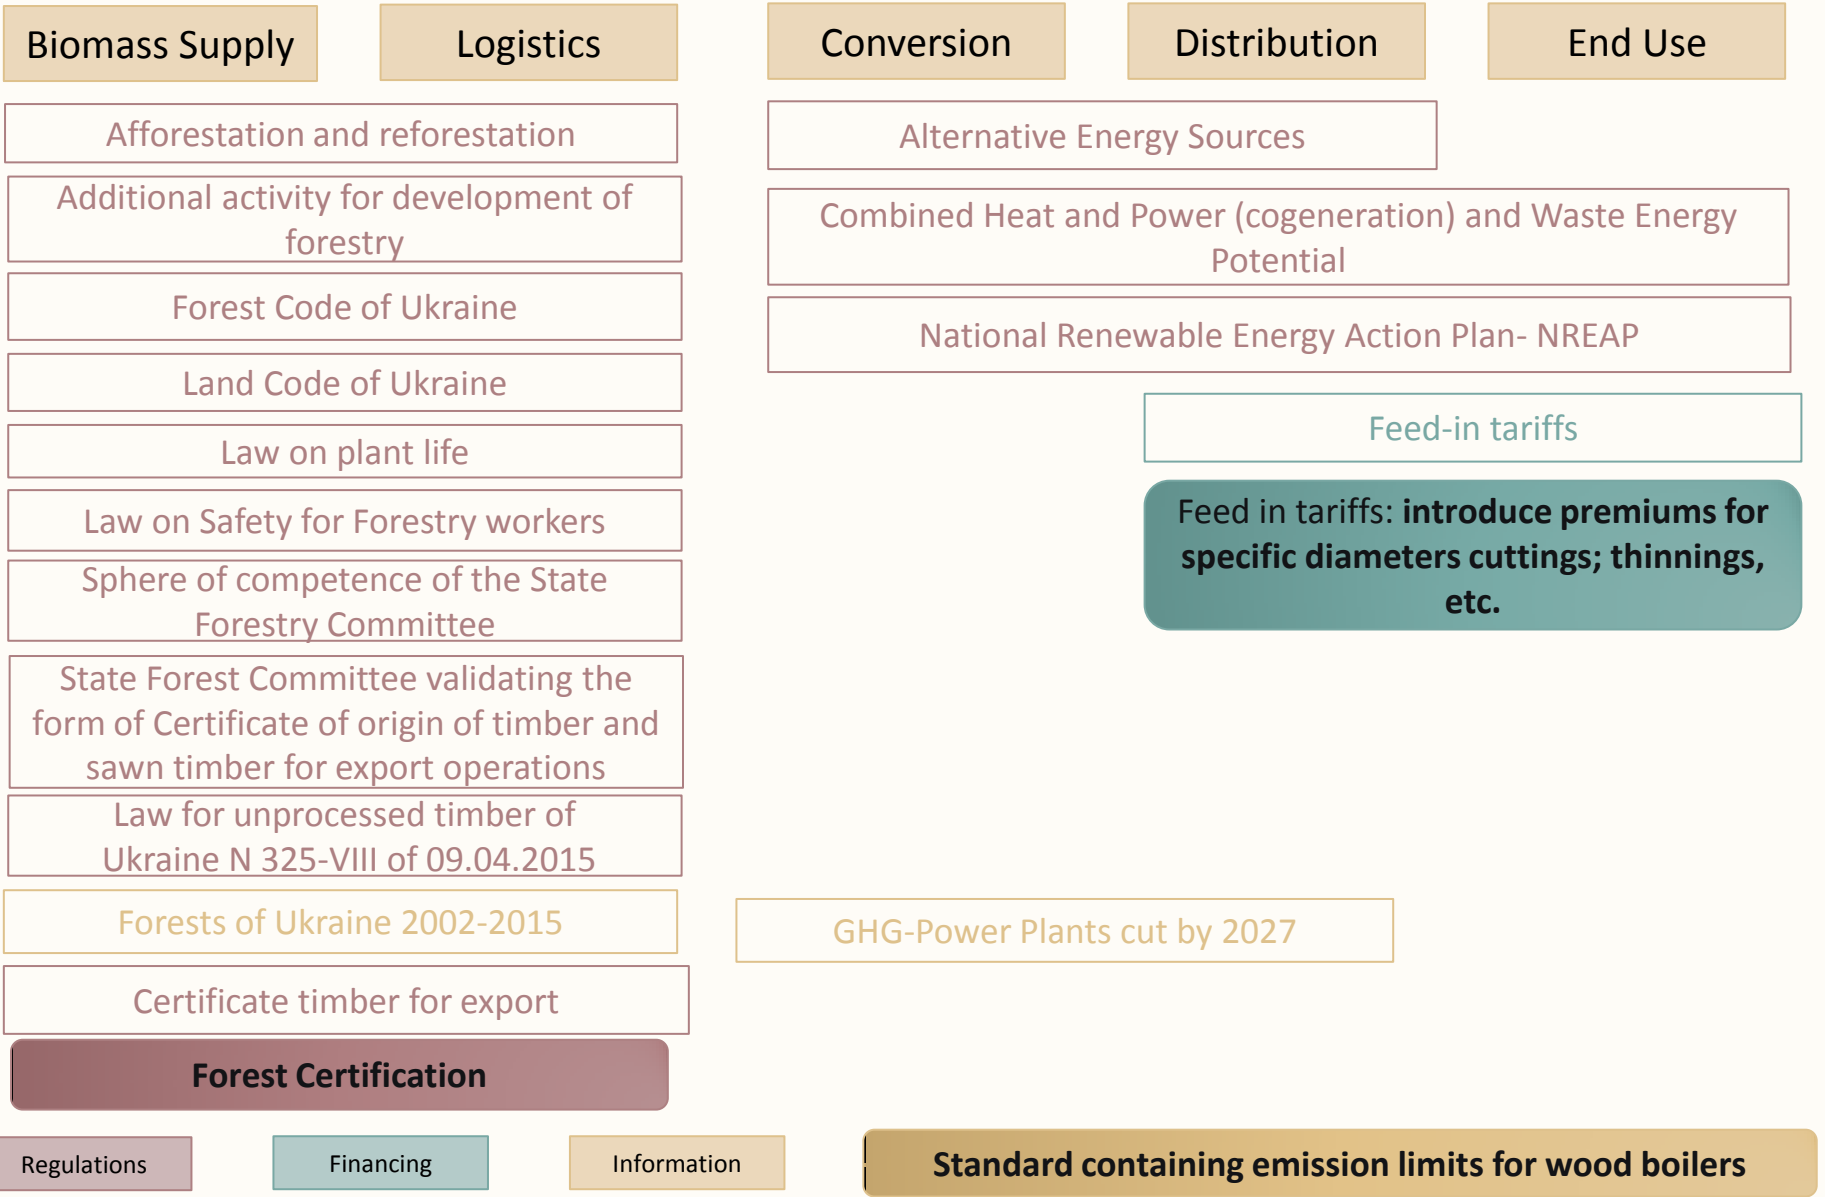 Biomass Supply
Logistics
Conversion
Distribution
End Use
Afforestation and reforestation
Additional activity for development of
forestry
Forest Code of Ukraine
Land Code of Ukraine
Law on plant life
Law on Safety for Forestry workers
Sphere of competence of the State
Forestry Committee
State Forest Committee validating the
form of Certificate of origin of timber and
sawn timber for export operations
Law for unprocessed timber of
Ukraine N 325-VIII of 09.04.2015
Forests of Ukraine 2002-2015
Certificate timber for export
Forest Certification
Alternative Energy Sources
Combined Heat and Power (cogeneration) and Waste Energy
Potential
National Renewable Energy Action Plan- NREAP
Feed-in tariffs
Feed in tariffs: introduce premiums for
specific diameters cuttings; thinnings,
etc.
GHG-Power Plants cut by 2027
Regulations
Financing
Information
Standard containing emission limits for wood boilers